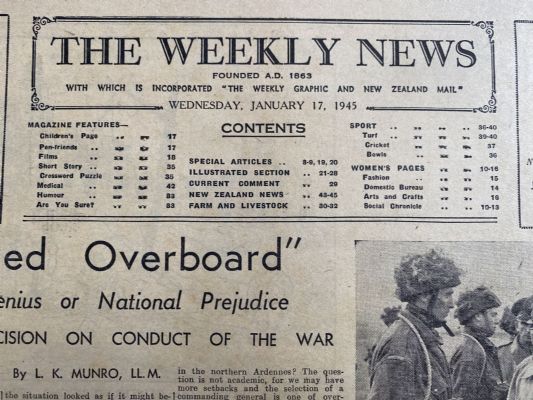 THE WEEKLY NEWS
FOUNDED A.D. 1863
WITH WHICH IS INCORPORATED "THE WEEKLY GRAPHIC AND NEW ZEALAND MAIL"
WEDNESDAY, JANUARY 17, 1945
CONTENTS
MAGAZINE FEATURES—
Children's Page .. .. 17
Pen-friends .. .. 17
Films .. .. 18
Short Story .. .. 35
Crossword Puzzle .. .. 35
Medical .. .. 42
Humour .. .. 33
Are You Sure? .. .. 33
SPECIAL ARTICLES .. 8-9, 19, 20
ILLUSTRATED SECTION .. 21-28
CURRENT COMMENT .. 29
NEW ZEALAND NEWS .. 43-45
FARM AND LIVESTOCK .. 30-32
SPORT .. .. .. 36-40
Turf .. .. .. 39-40
Cricket .. .. 37
Bowls .. .. 36
WOMEN'S PAGES .. 10-16
Fashion .. .. 15
Domestic Bureau .. .. 14
Arts and Crafts .. .. 16
Social Chronicle .. .. 10-13
ed Overboard"
enius or National Prejudice
CISION ON CONDUCT OF THE WAR
By L. K. MUNRO, LL.M.
the situation looked as if it might be-
in the northern Ardennes? The ques-
tion is not academic, for we may have
more setbacks and the selection of a
commanding general is one of over-